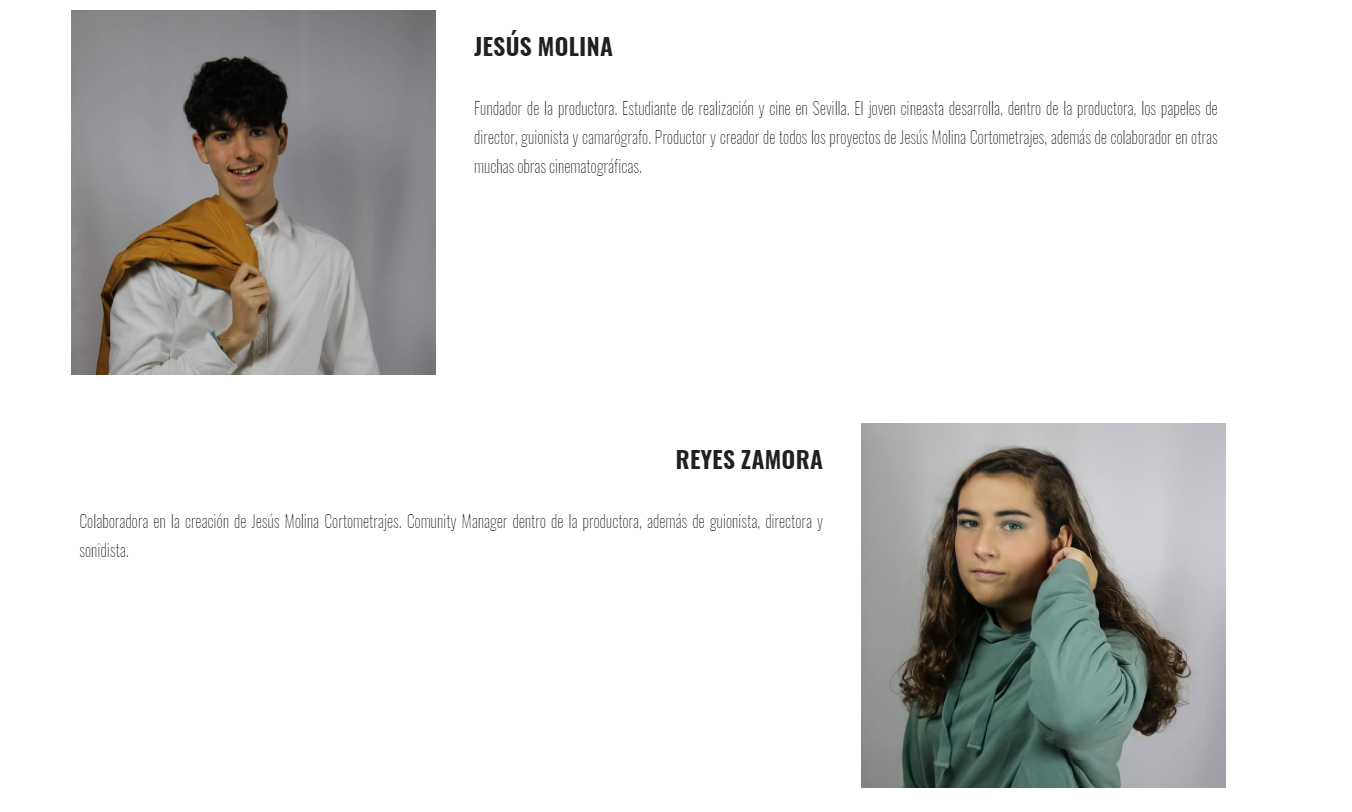 JESÚS MOLINA
Fundador de la productora. Estudiante de realización y cine en Sevilla. El joven cineasta desarrolla, dentro de la productora, los papeles de
director, guionista y camarógrafo. Productor y creador de todos los proyectos de Jesús Molina Cortometrajes, además de colaborador en otras
muchas obras cinematográficas.
REYES ZAMORA
Colaboradora en la creación de Jesús Molina Cortometrajes. Comunity Manager dentro de la productora, además de guionista, directora y
sonidista.